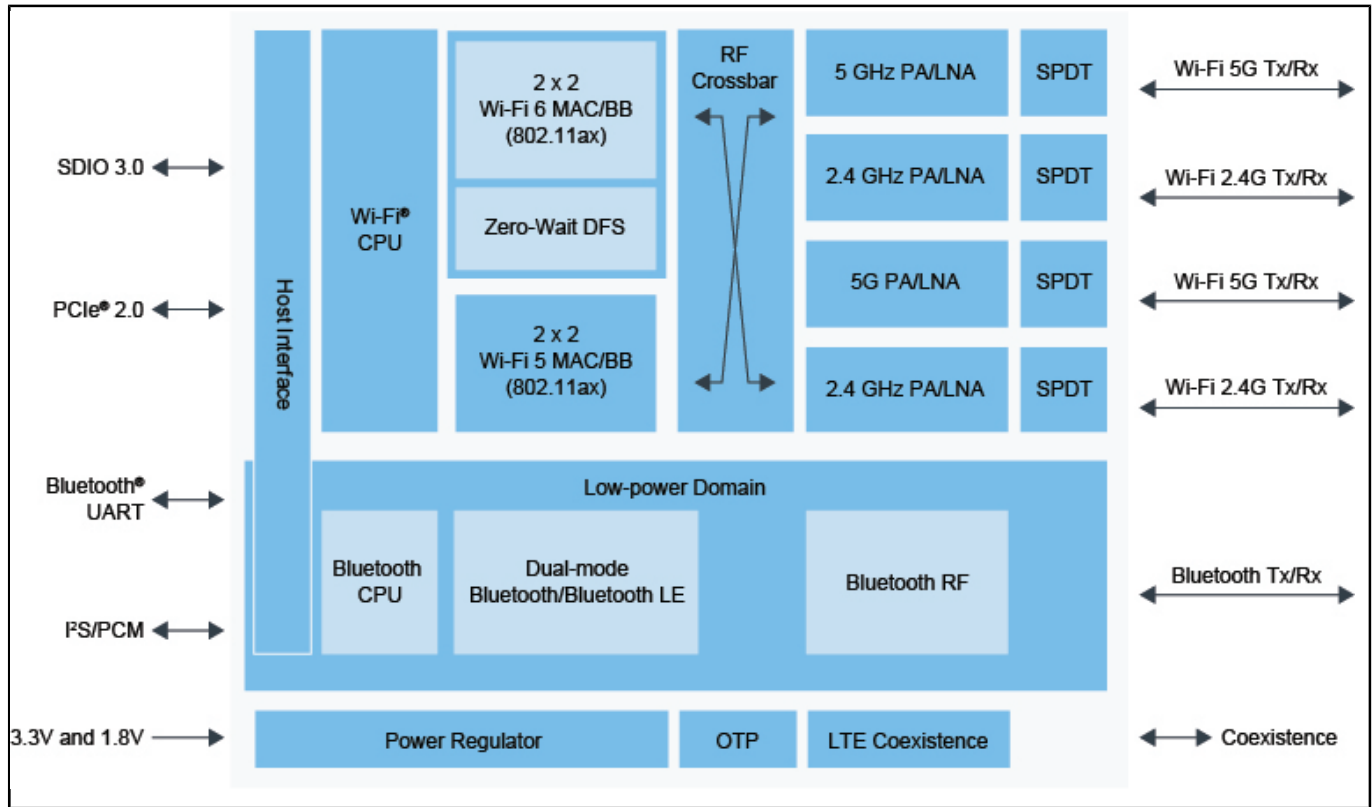 SDIO 3.0
PCIe® 2.0
Bluetooth®
UART
I²S/PCM
3.3V and 1.8V
Host Interface
Wi-Fi®
CPU
2 x 2
Wi-Fi 6 MAC/BB
(802.11ax)
Zero-Wait DFS
2 x 2
Wi-Fi 5 MAC/BB
(802.11ax)
RF
Crossbar
5 GHz PA/LNA
SPDT
Wi-Fi 5G Tx/Rx
2.4 GHz PA/LNA
SPDT
Wi-Fi 2.4G Tx/Rx
5G PA/LNA
SPDT
Wi-Fi 5G Tx/Rx
2.4 GHz PA/LNA
SPDT
Wi-Fi 2.4G Tx/Rx
Low-power Domain
Bluetooth
CPU
Dual-mode
Bluetooth/Bluetooth LE
Bluetooth RF
Bluetooth Tx/Rx
Power Regulator
OTP
LTE Coexistence
Coexistence